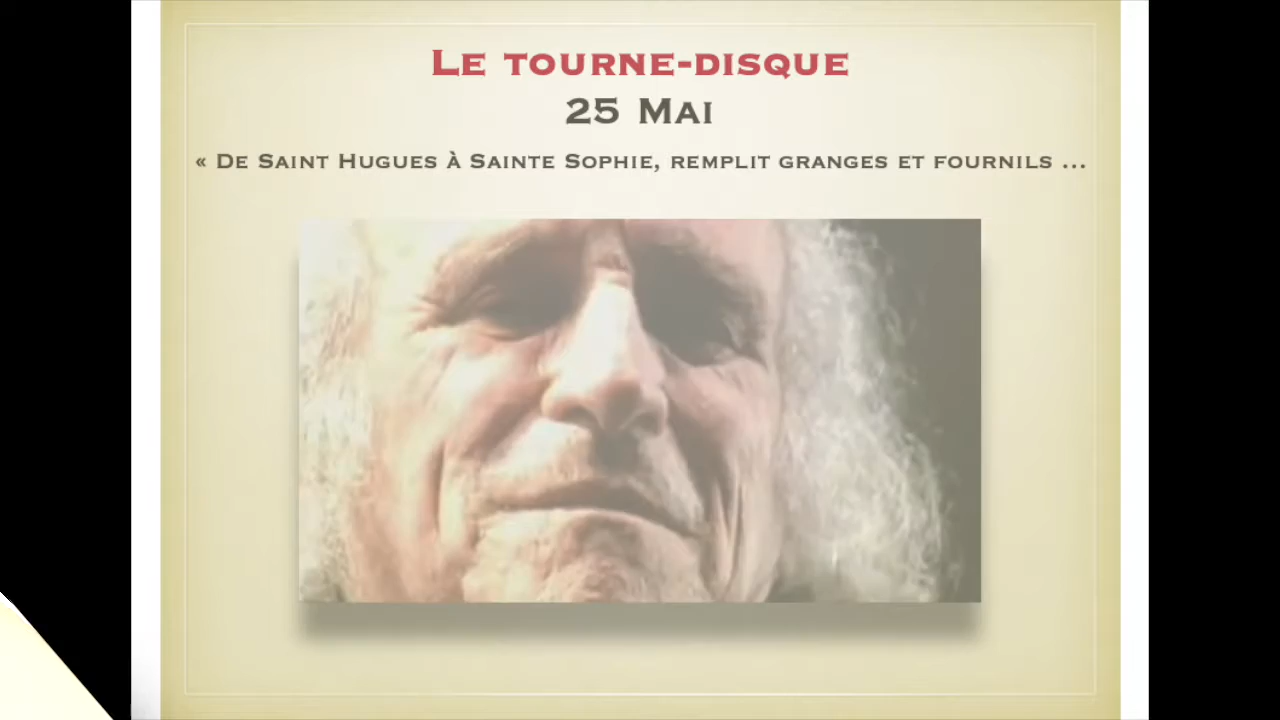 Le tourne-disque
25 Mai
« De Saint Hugues à Sainte Sophie, remplit granges et fournils ...